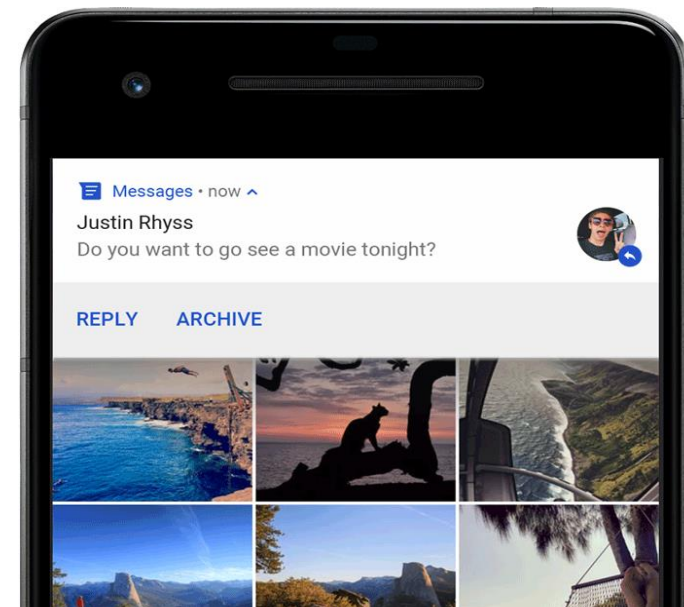 Messages • now
Justin Rhyss
Do you want to go see a movie tonight?
REPLY ARCHIVE